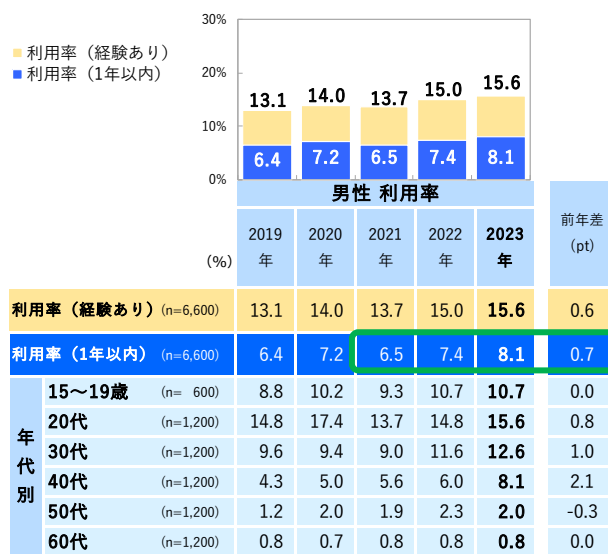 30%
利用率（経験あり）
利用率（1年以内）
20%
13.1 14.0 13.7 15.0 15.6
10%
6.4 7.2 6.5 7.4 8.1
0%
男性 利用率
(%) 2019年 2020年 2021年 2022年 2023年 前年差(pt)
利用率（経験あり）(n=6,600) 13.1 14.0 13.7 15.0 15.6 0.6
利用率（1年以内）(n=6,600) 6.4 7.2 6.5 7.4 8.1 0.7
年代別
15～19歳 (n= 600) 8.8 10.2 9.3 10.7 10.7 0.0
20代 (n=1,200) 14.8 17.4 13.7 14.8 15.6 0.8
30代 (n=1,200) 9.6 9.4 9.0 11.6 12.6 1.0
40代 (n=1,200) 4.3 5.0 5.6 6.0 8.1 2.1
50代 (n=1,200) 1.2 2.0 1.9 2.3 2.0 -0.3
60代 (n=1,200) 0.8 0.7 0.8 0.8 0.8 0.0